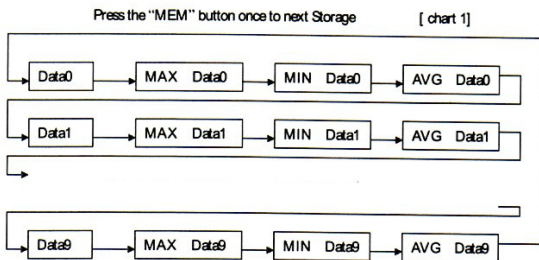 Press the “MEM” button once to next Storage [ chart 1]
Data0 MAX Data0 MIN Data0 AVG Data0
Data1 MAX Data1 MIN Data1 AVG Data1
Data9 MAX Data9 MIN Data9 AVG Data9